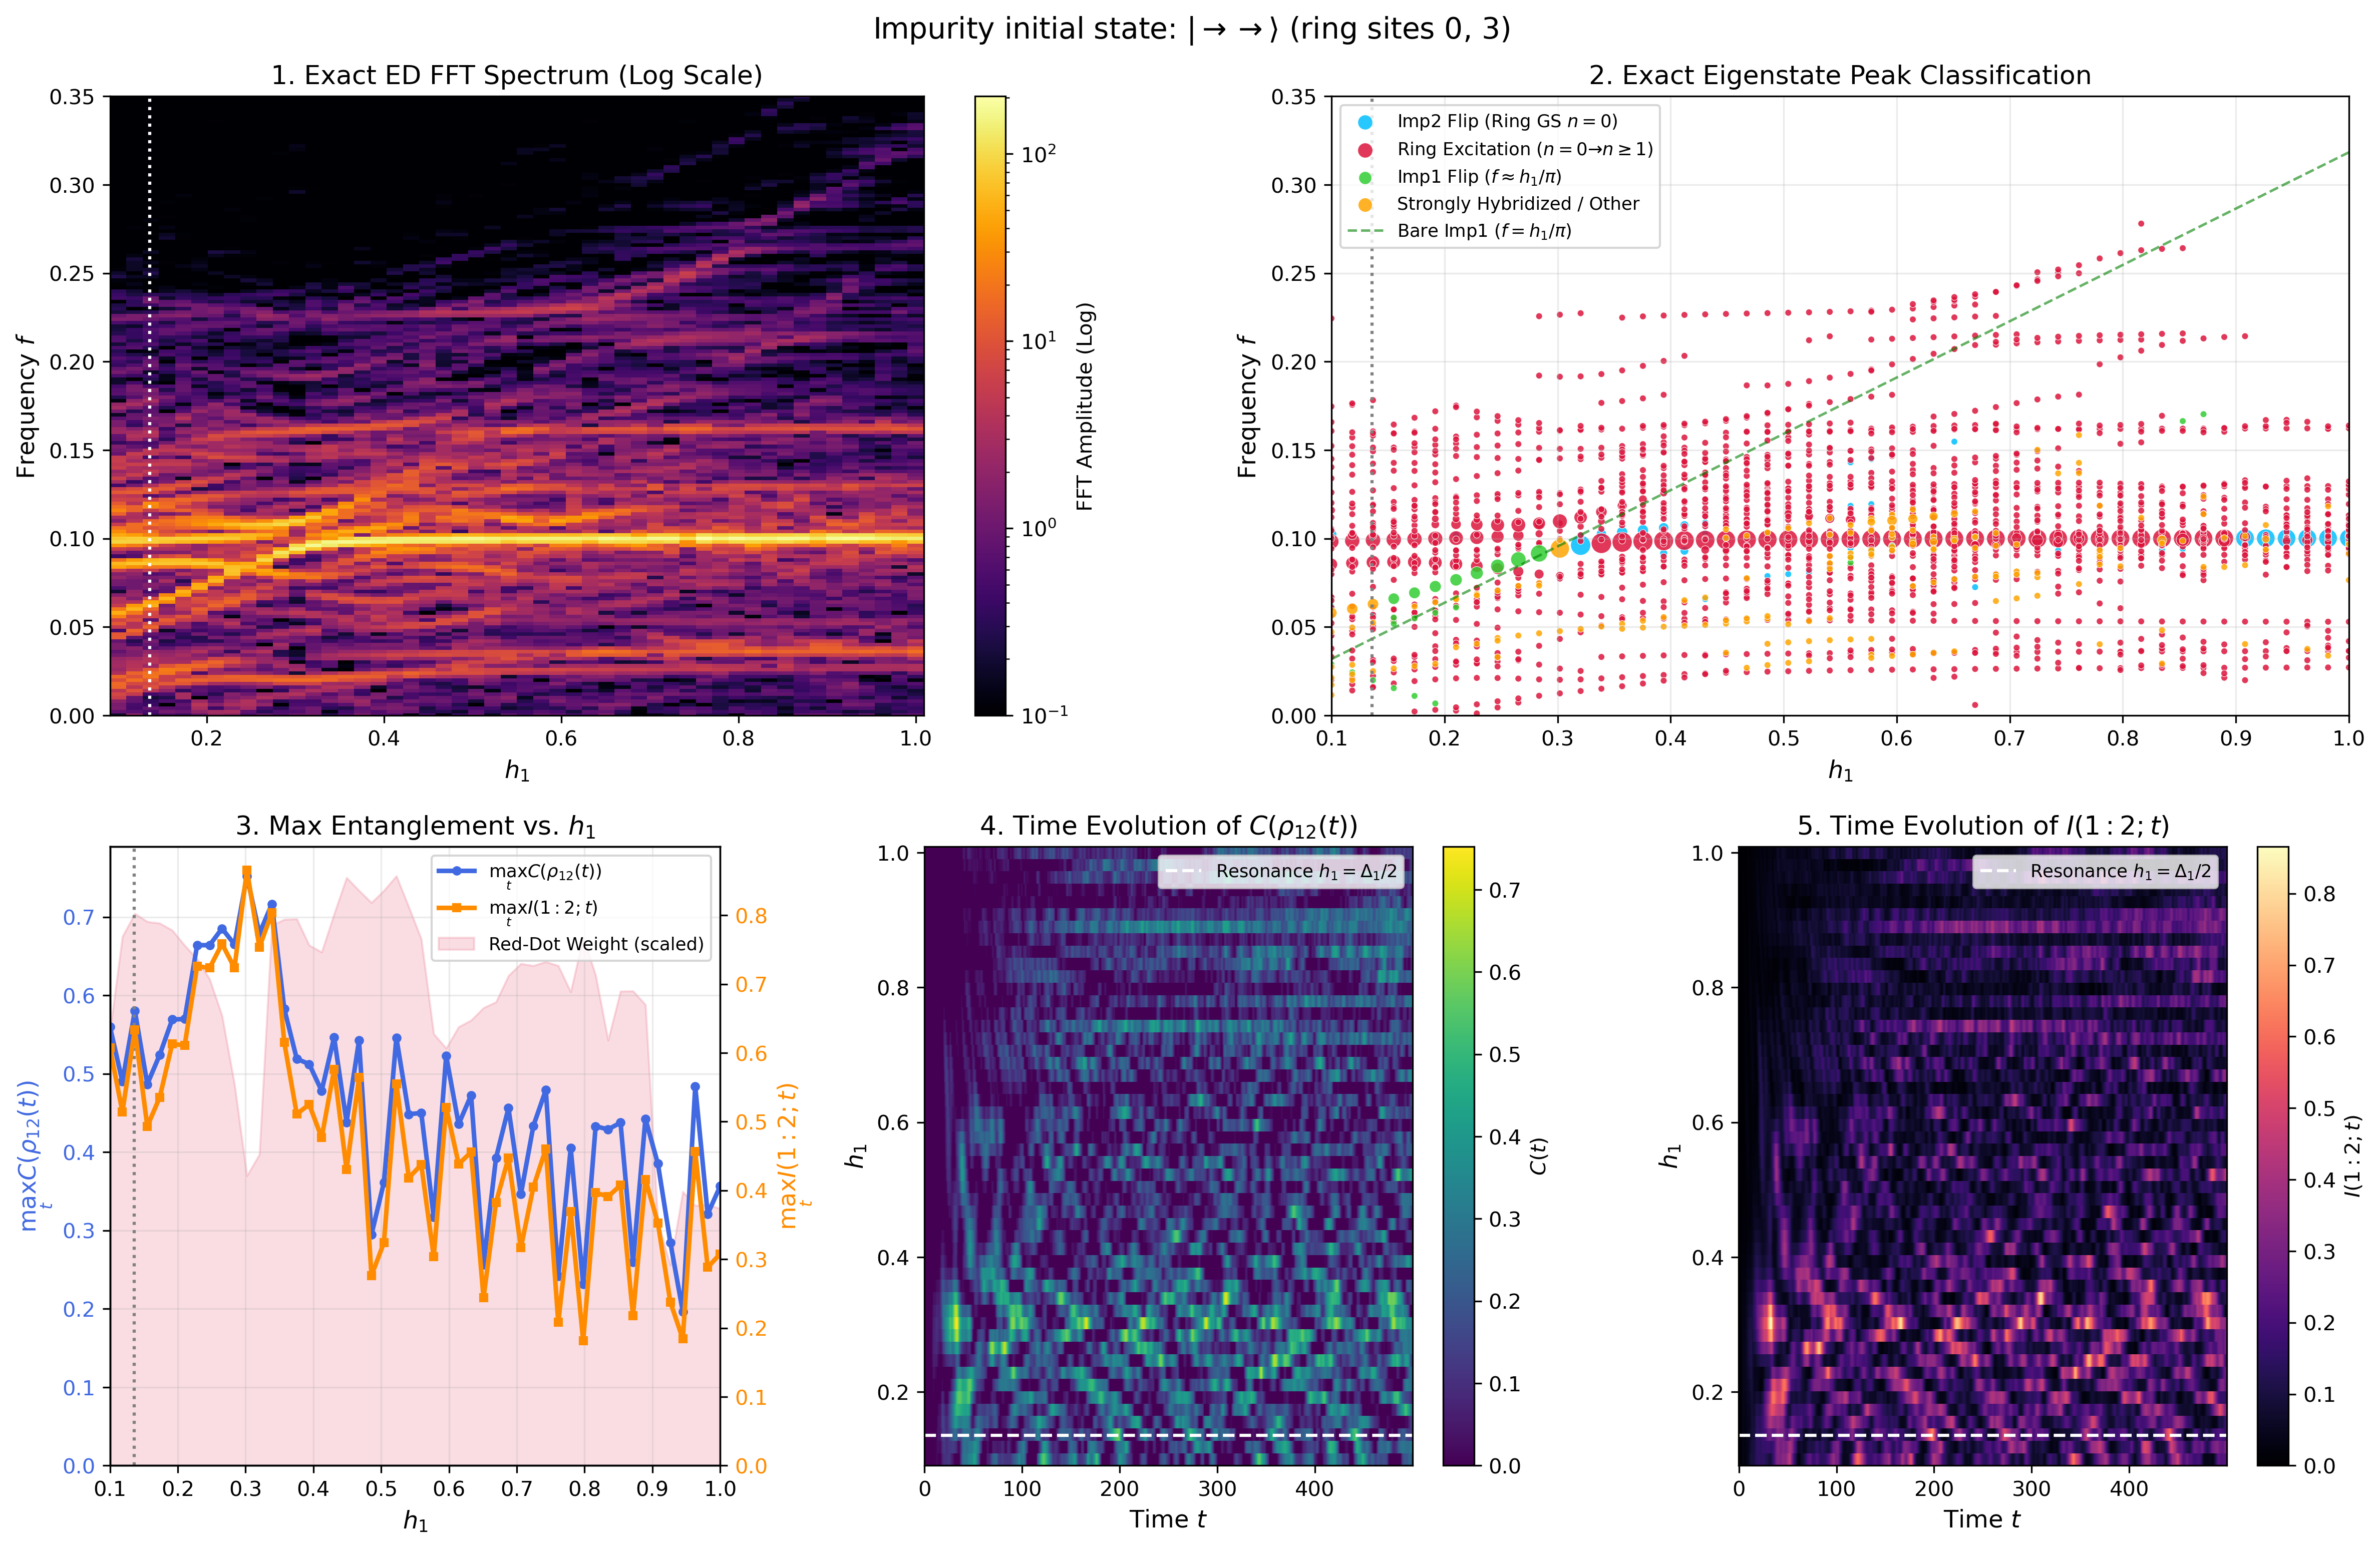 Impurity initial state: |→→⟩ (ring sites 0, 3)
1. Exact ED FFT Spectrum (Log Scale)
Frequency f
0.35
0.30
0.25
0.20
0.15
0.10
0.05
0.00
0.2 0.4 0.6 0.8 1.0
h₁
10²
10¹
10⁰
10⁻¹
FFT Amplitude (Log)
2. Exact Eigenstate Peak Classification
Imp2 Flip (Ring GS n = 0)
Ring Excitation (n = 0→n ≥ 1)
Imp1 Flip (f ≈ h₁/π)
Strongly Hybridized / Other
Bare Imp1 (f = h₁/π)
Frequency f
0.35
0.30
0.25
0.20
0.15
0.10
0.05
0.00
0.1 0.2 0.3 0.4 0.5 0.6 0.7 0.8 0.9 1.0
h₁
3. Max Entanglement vs. h₁
max C(ρ₁₂(t))
t
max I(1 : 2; t)
t
Red-Dot Weight (scaled)
max C(ρ₁₂(t))
t
0.7
0.6
0.5
0.4
0.3
0.2
0.1
0.0
0.1 0.2 0.3 0.4 0.5 0.6 0.7 0.8 0.9 1.0
h₁
0.8
0.7
0.6
0.5
0.4
0.3
0.2
0.1
0.0
max I(1 : 2; t)
t
4. Time Evolution of C(ρ₁₂(t))
Resonance h₁ = Δ₁/2
h₁
1.0
0.8
0.6
0.4
0.2
0 100 200 300 400
Time t
0.7
0.6
0.5
0.4
0.3
0.2
0.1
0.0
C(t)
5. Time Evolution of I(1 : 2; t)
Resonance h₁ = Δ₁/2
h₁
1.0
0.8
0.6
0.4
0.2
0 100 200 300 400
Time t
0.8
0.7
0.6
0.5
0.4
0.3
0.2
0.1
0.0
I(1 : 2; t)